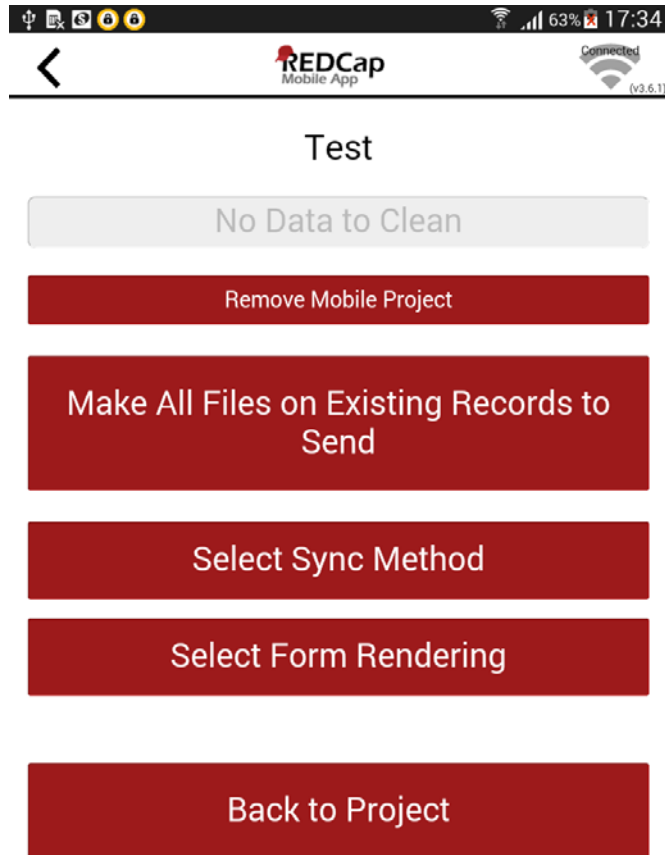 63% 17:34
REDCap
Mobile App
Connected
(v3.6.1)
Test
No Data to Clean
Remove Mobile Project
Make All Files on Existing Records to
Send
Select Sync Method
Select Form Rendering
Back to Project